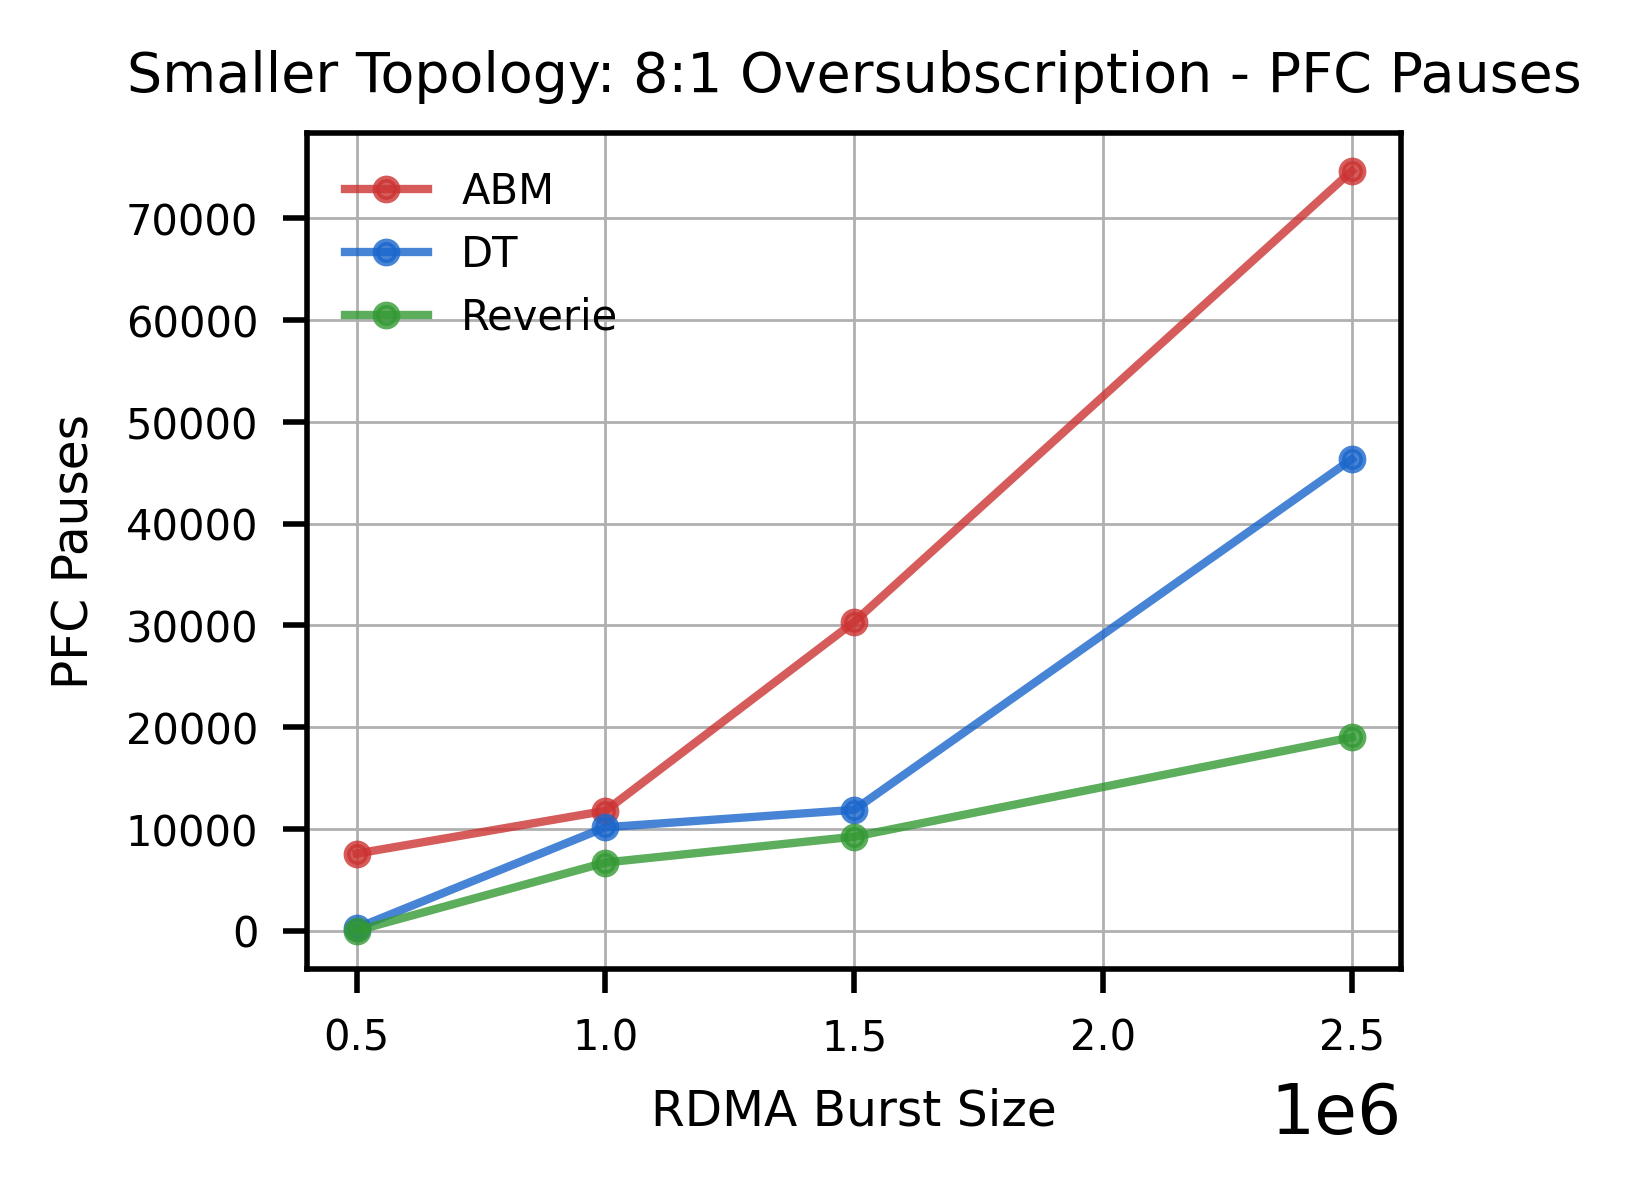 Smaller Topology: 8:1 Oversubscription - PFC Pauses
ABM
DT
Reverie
PFC Pauses
70000
60000
50000
40000
30000
20000
10000
0
0.5 1.0 1.5 2.0 2.5
RDMA Burst Size
1e6